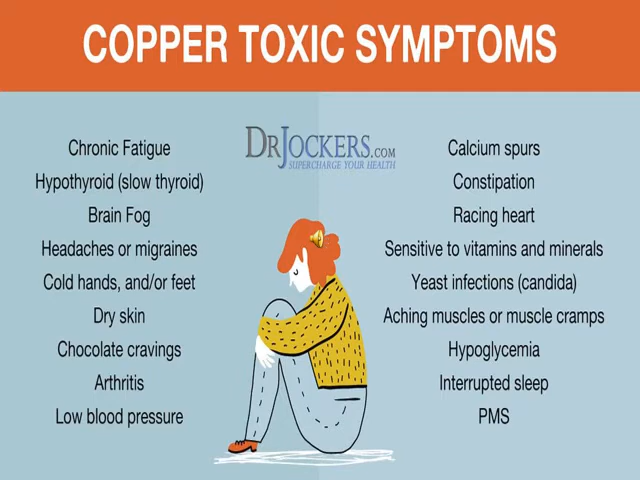 COPPER TOXIC SYMPTOMS
DRJOCKERS.COM
SUPERCHARGE YOUR HEALTH
Chronic Fatigue
Hypothyroid (slow thyroid)
Brain Fog
Headaches or migraines
Cold hands, and/or feet
Dry skin
Chocolate cravings
Arthritis
Low blood pressure
Calcium spurs
Constipation
Racing heart
Sensitive to vitamins and minerals
Yeast infections (candida)
Aching muscles or muscle cramps
Hypoglycemia
Interrupted sleep
PMS